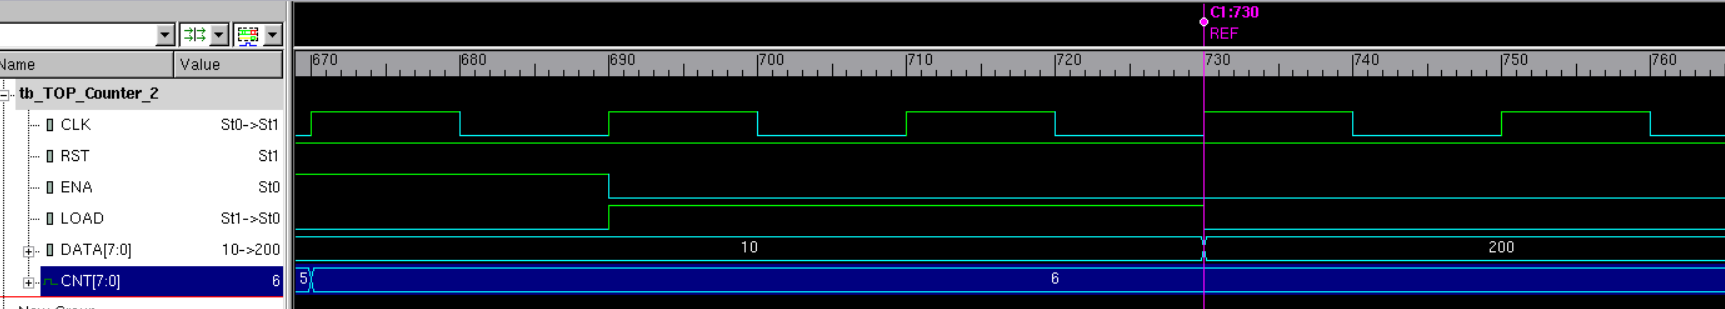 C1:730
REF
Name Value
670 680 690 700 710 720 730 740 750 760
tb_TOP_Counter_2
CLK St0->St1
RST St1
ENA St0
LOAD St1->St0
DATA[7:0] 10->200 10 200
CNT[7:0] 6 5 6